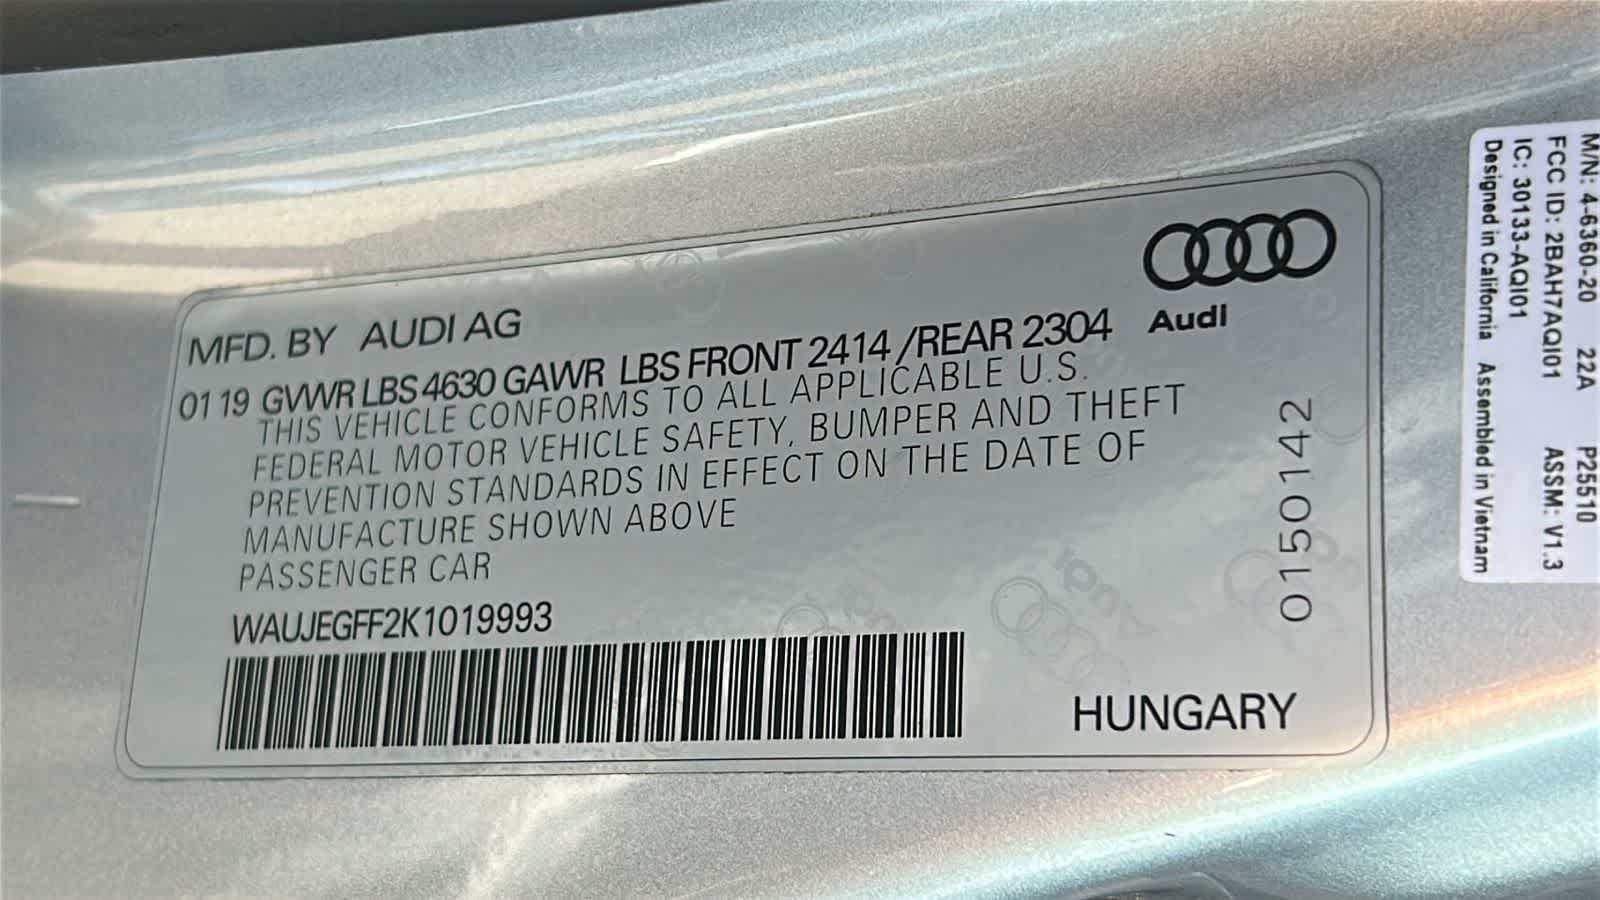 MFD. BY AUDI AG
Audi
01 19 GVWR LBS 4630 GAWR LBS FRONT 2414 /REAR 2304
THIS VEHICLE CONFORMS TO ALL APPLICABLE U.S.
FEDERAL MOTOR VEHICLE SAFETY, BUMPER AND THEFT
PREVENTION STANDARDS IN EFFECT ON THE DATE OF
MANUFACTURE SHOWN ABOVE
PASSENGER CAR
WAUJEGFF2K1019993
HUNGARY
0150142
M/N: 4-6360-20 22A P25510
FCC ID: 2BAH7AQI01 ASSM: V1.3
IC: 30133-AQI01
Designed in California Assembled in Vietnam